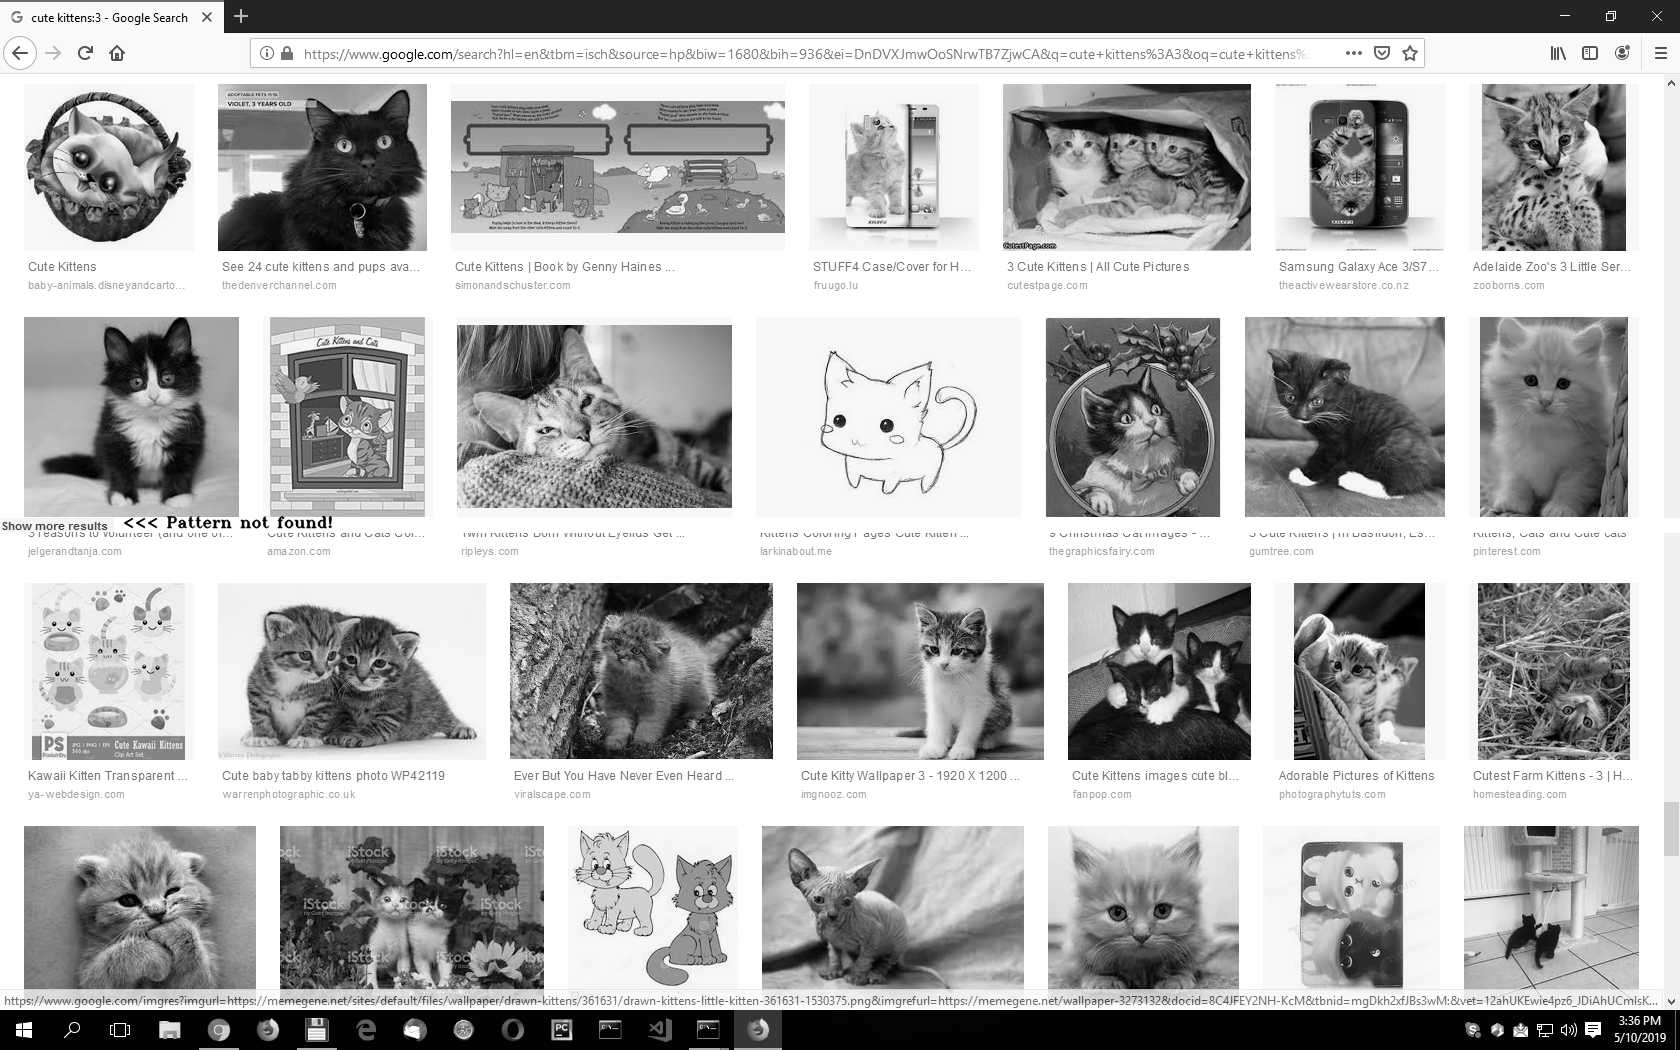 cute kittens:3 - Google Search
https://www.google.com/search?hl=en&tbm=isch&source=hp&biw=1680&bih=936&ei=DnDVXJmwOoSNrwTB7ZjwCA&q=cute+kittens%3A3&oq=cute+kittens%
ADOPTABLE PETS 11/16
VIOLET, 3 YEARS OLD
CutestPage.com
Cute Kittens
See 24 cute kittens and pups ava...
Cute Kittens | Book by Genny Haines ...
STUFF4 Case/Cover for H...
3 Cute Kittens | All Cute Pictures
Samsung Galaxy Ace 3/S7...
Adelaide Zoo's 3 Little Ser...
baby-animals.disneyandcarto...
thedenverchannel.com
simonandschuster.com
fruugo.lu
cutestpage.com
theactivewearstore.co.nz
zooborns.com
Cute Kittens and Cats
Show more results
<<< Pattern not found!
3 reasons to volunteer (and one of...
Cute Kittens and Cats Col...
Twin Kittens Born Without Eyelids Get ...
Kittens Coloring Pages Cute Kitten ...
9 Christmas Cat Images - ...
3 Cute Kittens | in Basildon, Es...
Kittens, Cats and Cute cats
jelgerandtanja.com
amazon.com
ripleys.com
larkinabout.me
thegraphicsfairy.com
gumtree.com
pinterest.com
PS
JPG / PNG / EPS
300 dpi
Cute Kawaii Kittens
Clip Art Set
Kawaii Kitten Transparent ...
Cute baby tabby kittens photo WP42119
Ever But You Have Never Even Heard ...
Cute Kitty Wallpaper 3 - 1920 X 1200 ...
Cute Kittens images cute bl...
Adorable Pictures of Kittens
Cutest Farm Kittens - 3 | H...
ya-webdesign.com
warrenphotographic.co.uk
viralscape.com
imgnooz.com
fanpop.com
photographytuts.com
homesteading.com
iStock
iStock
iStock
iStock
iStock
iStock
https://www.google.com/imgres?imgurl=https://memegene.net/sites/default/files/wallpaper/drawn-kittens/361631/drawn-kittens-little-kitten-361631-1530375.png&imgrefurl=https://memegene.net/wallpaper-3273132&docid=8C4JFEY2NH-KcM&tbnid=mgDkh2xfJBs3wM:&vet=12ahUKEwie4pz6_JDiAhUCmIsK...
PC
3:36 PM
5/10/2019